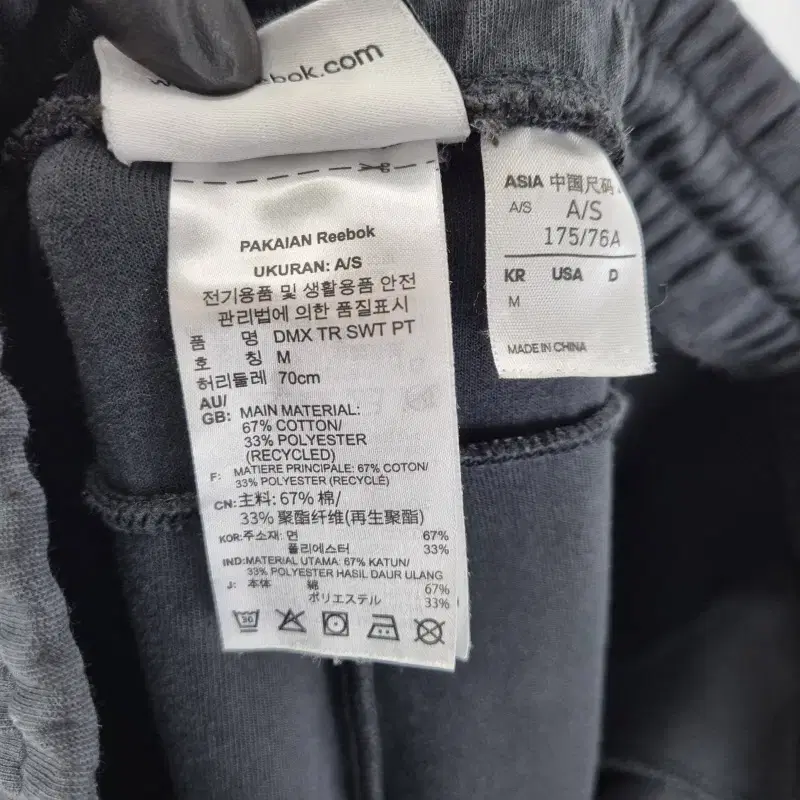 bok.com
PAKAIAN Reebok
UKURAN: A/S
전기용품 및 생활용품 안전
관리법에 의한 품질표시
품 명 DMX TR SWT PT
호 칭 M
허리둘레 70cm
AU/
GB: MAIN MATERIAL:
67% COTTON/
33% POLYESTER
(RECYCLED)
F: MATIERE PRINCIPALE: 67% COTON/
33% POLYESTER (RECYCLÉ)
CN: 主料: 67% 棉/
33% 聚酯纤维(再生聚酯)
KOR: 주소재: 면 67%
폴리에스터 33%
IND: MATERIAL UTAMA: 67% KATUN/
33% POLYESTER HASIL DAUR ULANG
J: 本体 綿 67%
ポリエステル 33%
30
ASIA 中国尺码
A/S A/S
175/76A
KR USA D
M
MADE IN CHINA